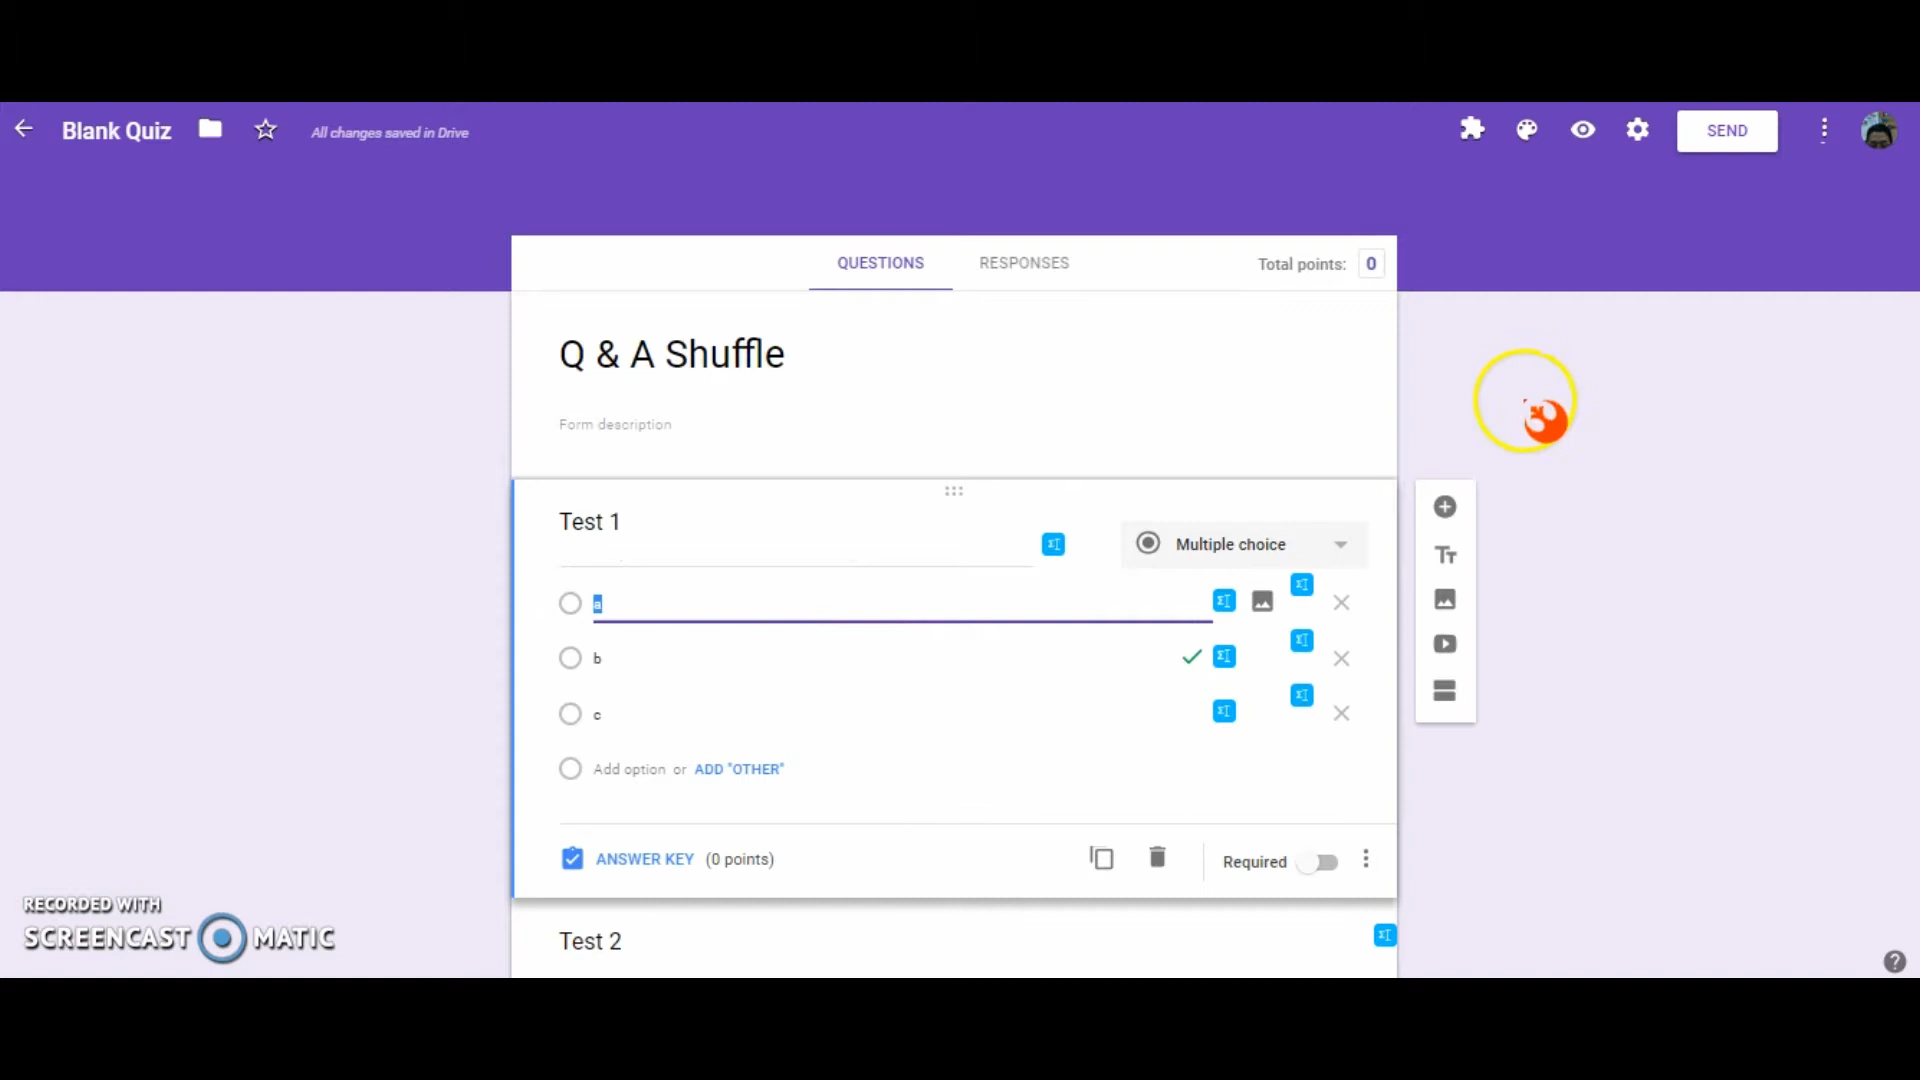 Blank Quiz
All changes saved in Drive
SEND
QUESTIONS
RESPONSES
Total points: 0
Q & A Shuffle
Form description
Test 1
Multiple choice
a
b
c
Add option or ADD "OTHER"
ANSWER KEY (0 points)
Required
Test 2
RECORDED WITH
SCREENCAST MATIC